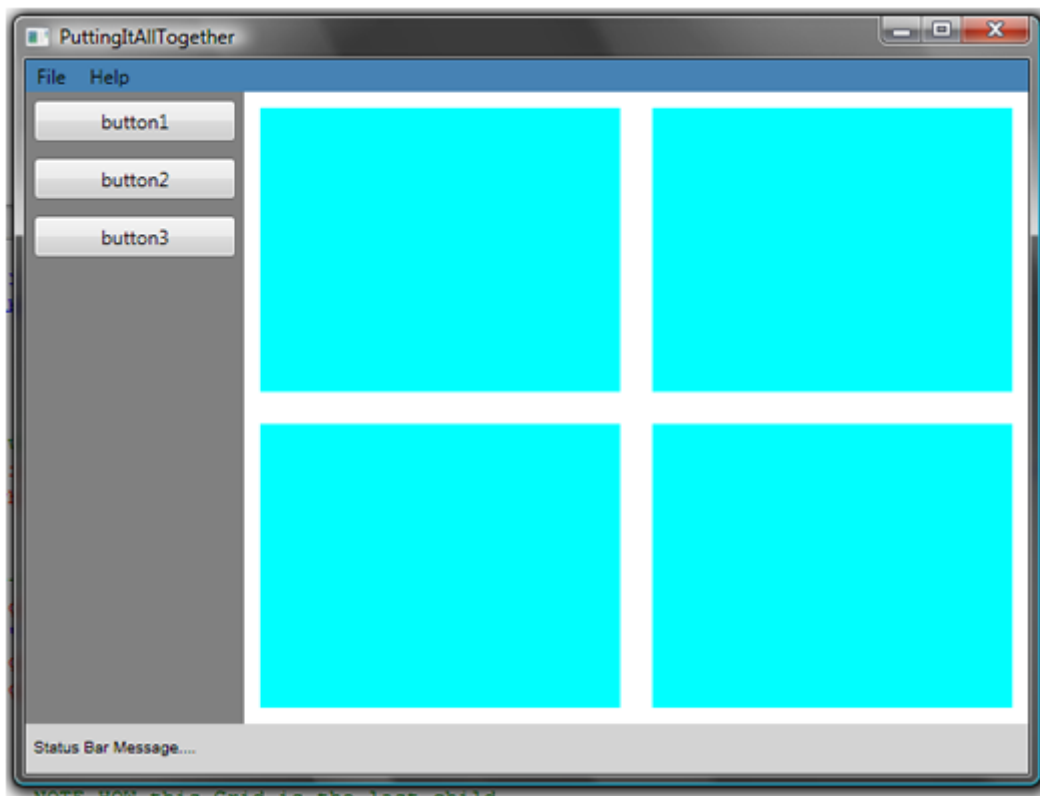 PuttingItAllTogether
File Help
button1
button2
button3
Status Bar Message....